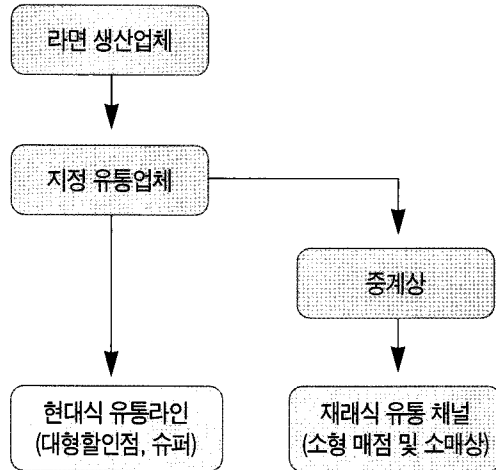 라면 생산업체
지정 유통업체
중계상
현대식 유통라인
(대형할인점, 슈퍼)
재래식 유통 채널
(소형 매점 및 소매상)